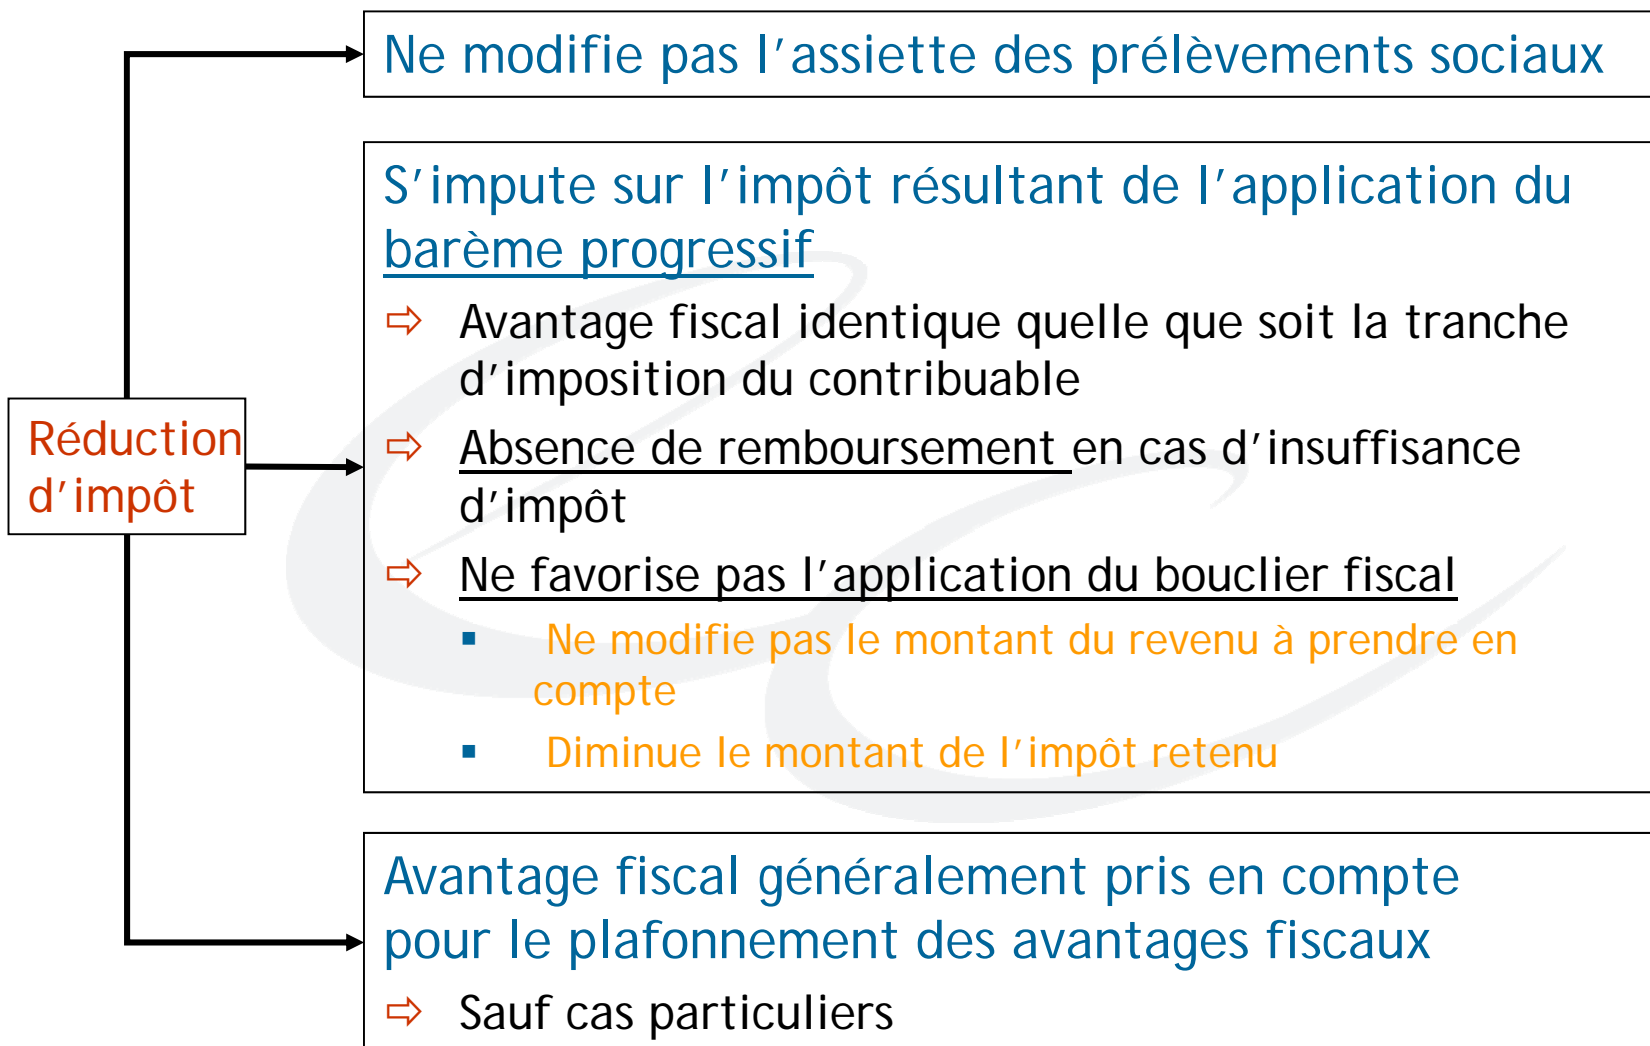 Ne modifie pas l’assiette des prélèvements sociaux
S’impute sur l’impôt résultant de l’application du
barème progressif
⇨ Avantage fiscal identique quelle que soit la tranche
d’imposition du contribuable
Réduction
d’impôt
⇨ Absence de remboursement en cas d’insuffisance
d’impôt
⇨ Ne favorise pas l’application du bouclier fiscal
▪ Ne modifie pas le montant du revenu à prendre en
compte
▪ Diminue le montant de l’impôt retenu
Avantage fiscal généralement pris en compte
pour le plafonnement des avantages fiscaux
⇨ Sauf cas particuliers